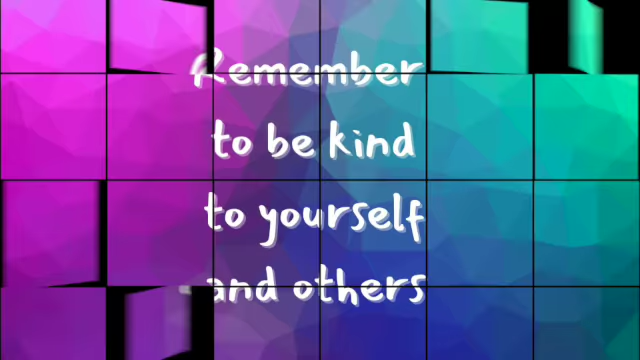 Remember
to be kind
to yourself
and others